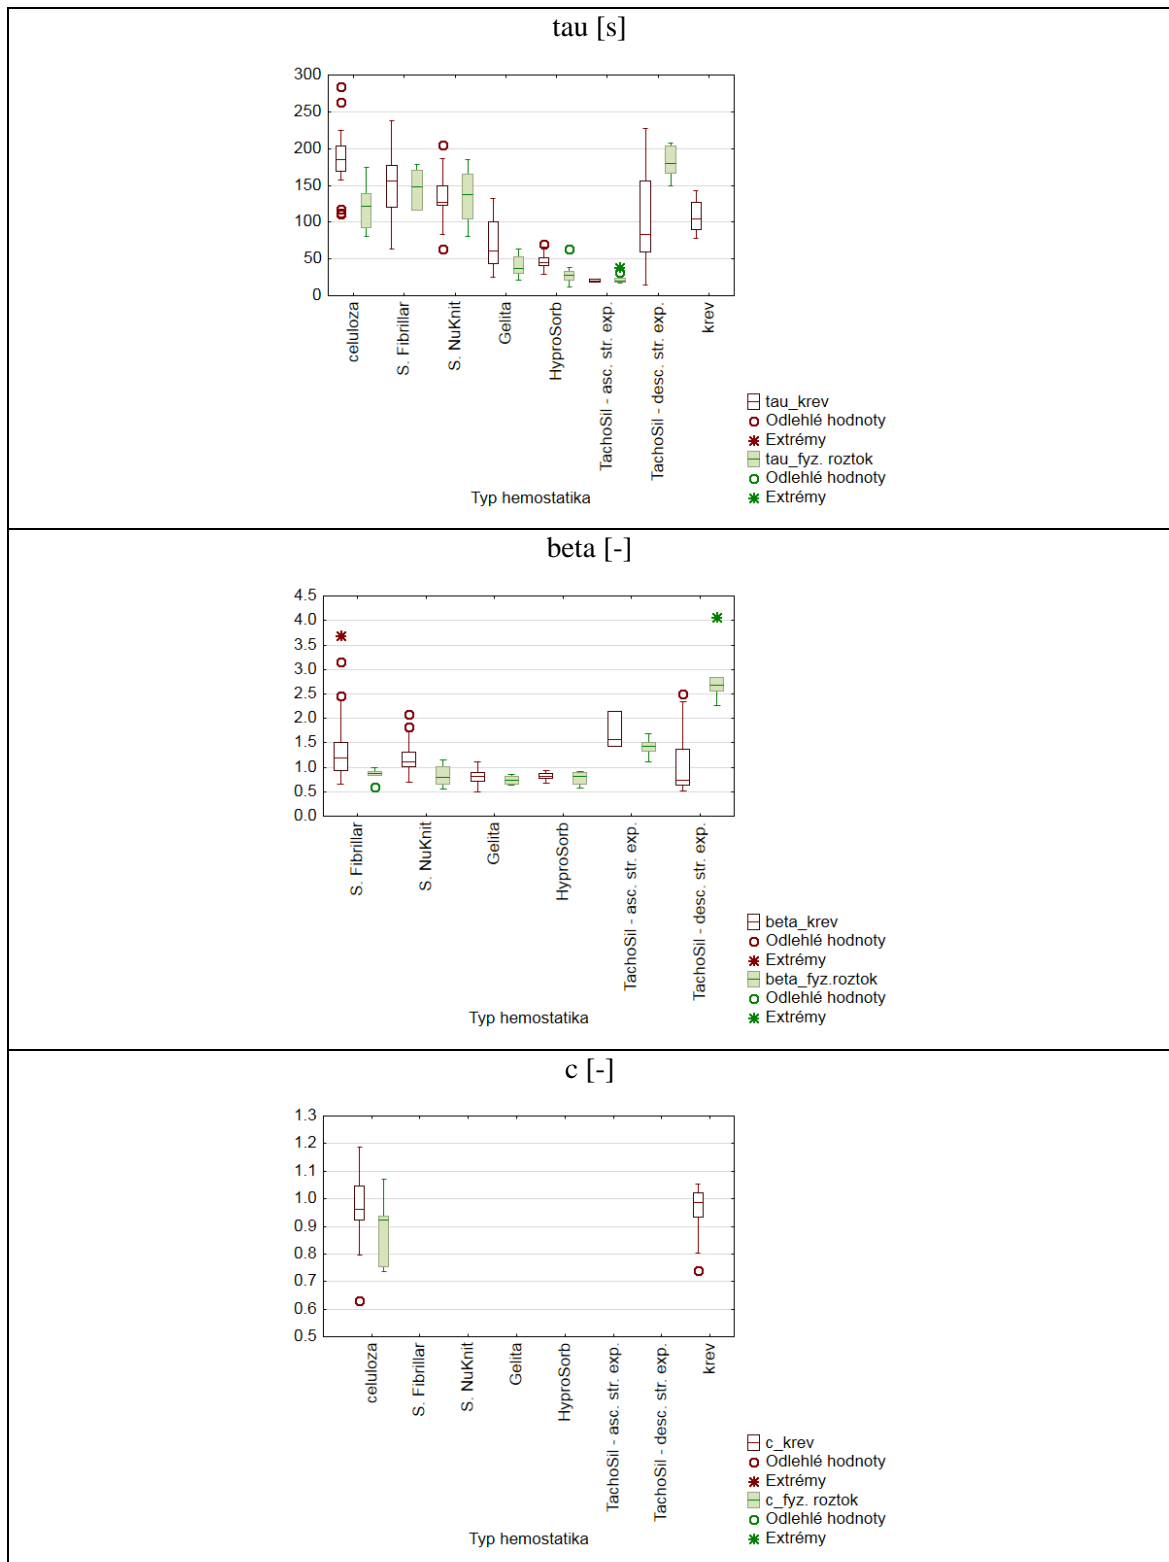 tau [s]
300
250
200
150
100
50
0
celuloza
S. Fibrillar
S. NuKnit
Gelita
HyproSorb
TachoSil - asc. str. exp.
TachoSil - desc. str. exp.
krev
Typ hemostatika
tau_krev
Odlehlé hodnoty
Extrémy
tau_fyz. roztok
Odlehlé hodnoty
Extrémy
beta [-]
4.5
4.0
3.5
3.0
2.5
2.0
1.5
1.0
0.5
0.0
S. Fibrillar
S. NuKnit
Gelita
HyproSorb
TachoSil - asc. str. exp.
TachoSil - desc. str. exp.
Typ hemostatika
beta_krev
Odlehlé hodnoty
Extrémy
beta_fyz.roztok
Odlehlé hodnoty
Extrémy
c [-]
1.3
1.2
1.1
1.0
0.9
0.8
0.7
0.6
0.5
celuloza
S. Fibrillar
S. NuKnit
Gelita
HyproSorb
TachoSil - asc. str. exp.
TachoSil - desc. str. exp.
krev
Typ hemostatika
c_krev
Odlehlé hodnoty
Extrémy
c_fyz. roztok
Odlehlé hodnoty
Extrémy